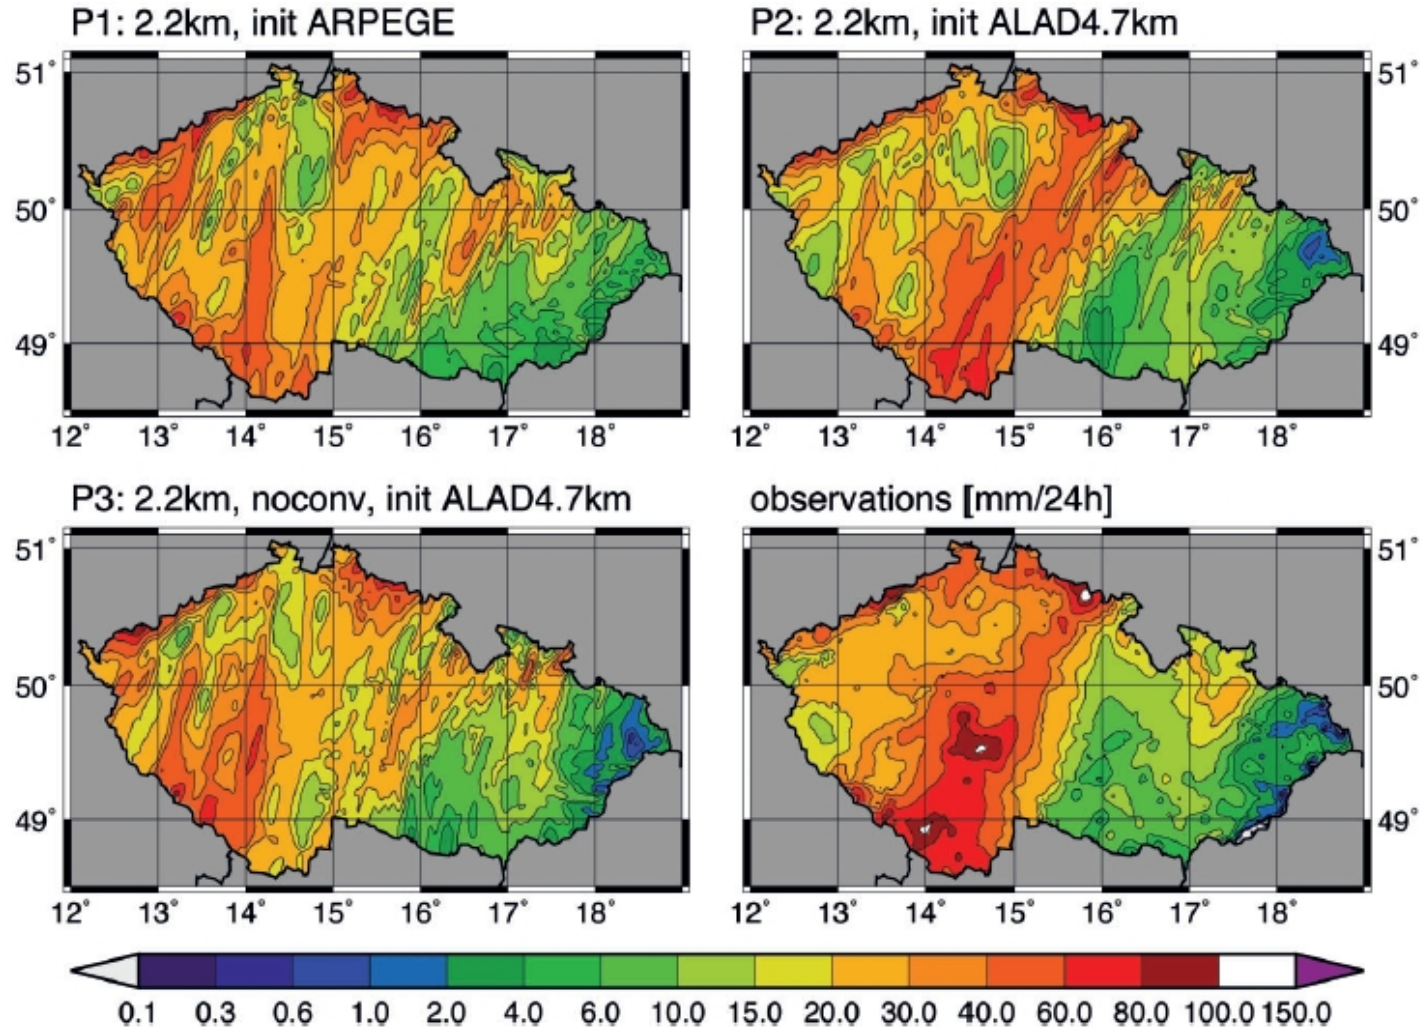 P1: 2.2km, init ARPEGE
P2: 2.2km, init ALAD4.7km
51° 51°
50° 50°
49° 49°
12° 13° 14° 15° 16° 17° 18° 12° 13° 14° 15° 16° 17° 18°
P3: 2.2km, noconv, init ALAD4.7km
observations [mm/24h]
51° 51°
50° 50°
49° 49°
12° 13° 14° 15° 16° 17° 18° 12° 13° 14° 15° 16° 17° 18°
0.1 0.3 0.6 1.0 2.0 4.0 6.0 10.0 15.0 20.0 30.0 40.0 60.0 80.0 100.0 150.0